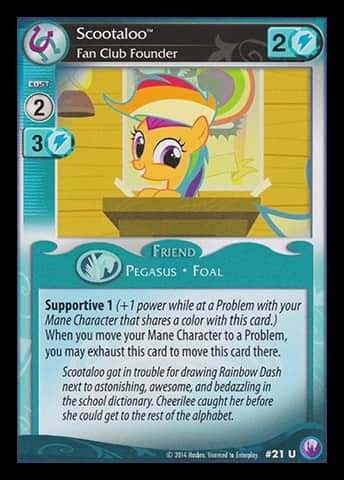 Scootaloo™
Fan Club Founder
2
COST
2
3
FRIEND
PEGASUS • FOAL
Supportive 1 (+1 power while at a Problem with your
Mane Character that shares a color with this card.)
When you move your Mane Character to a Problem,
you may exhaust this card to move this card there.
Scootaloo got in trouble for drawing Rainbow Dash
next to astonishing, awesome, and bedazzling in
the school dictionary. Cheerilee caught her before
she could get to the rest of the alphabet.
© 2014 Hasbro. Licensed to Enterplay. #21 U